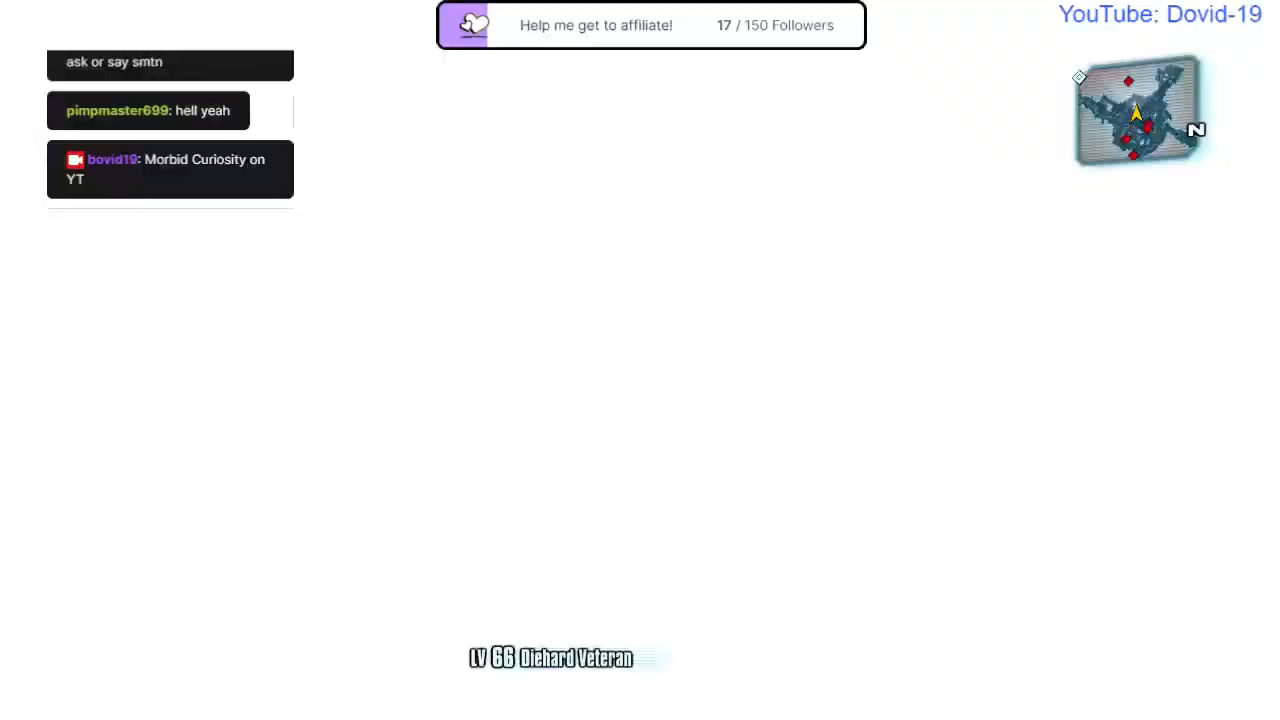 Help me get to affiliate! 17 / 150 Followers
YouTube: Dovid-19
ask or say smtn
pimpmaster699: hell yeah
bovid19: Morbid Curiosity on
YT
N
LV 66 Diehard Veteran